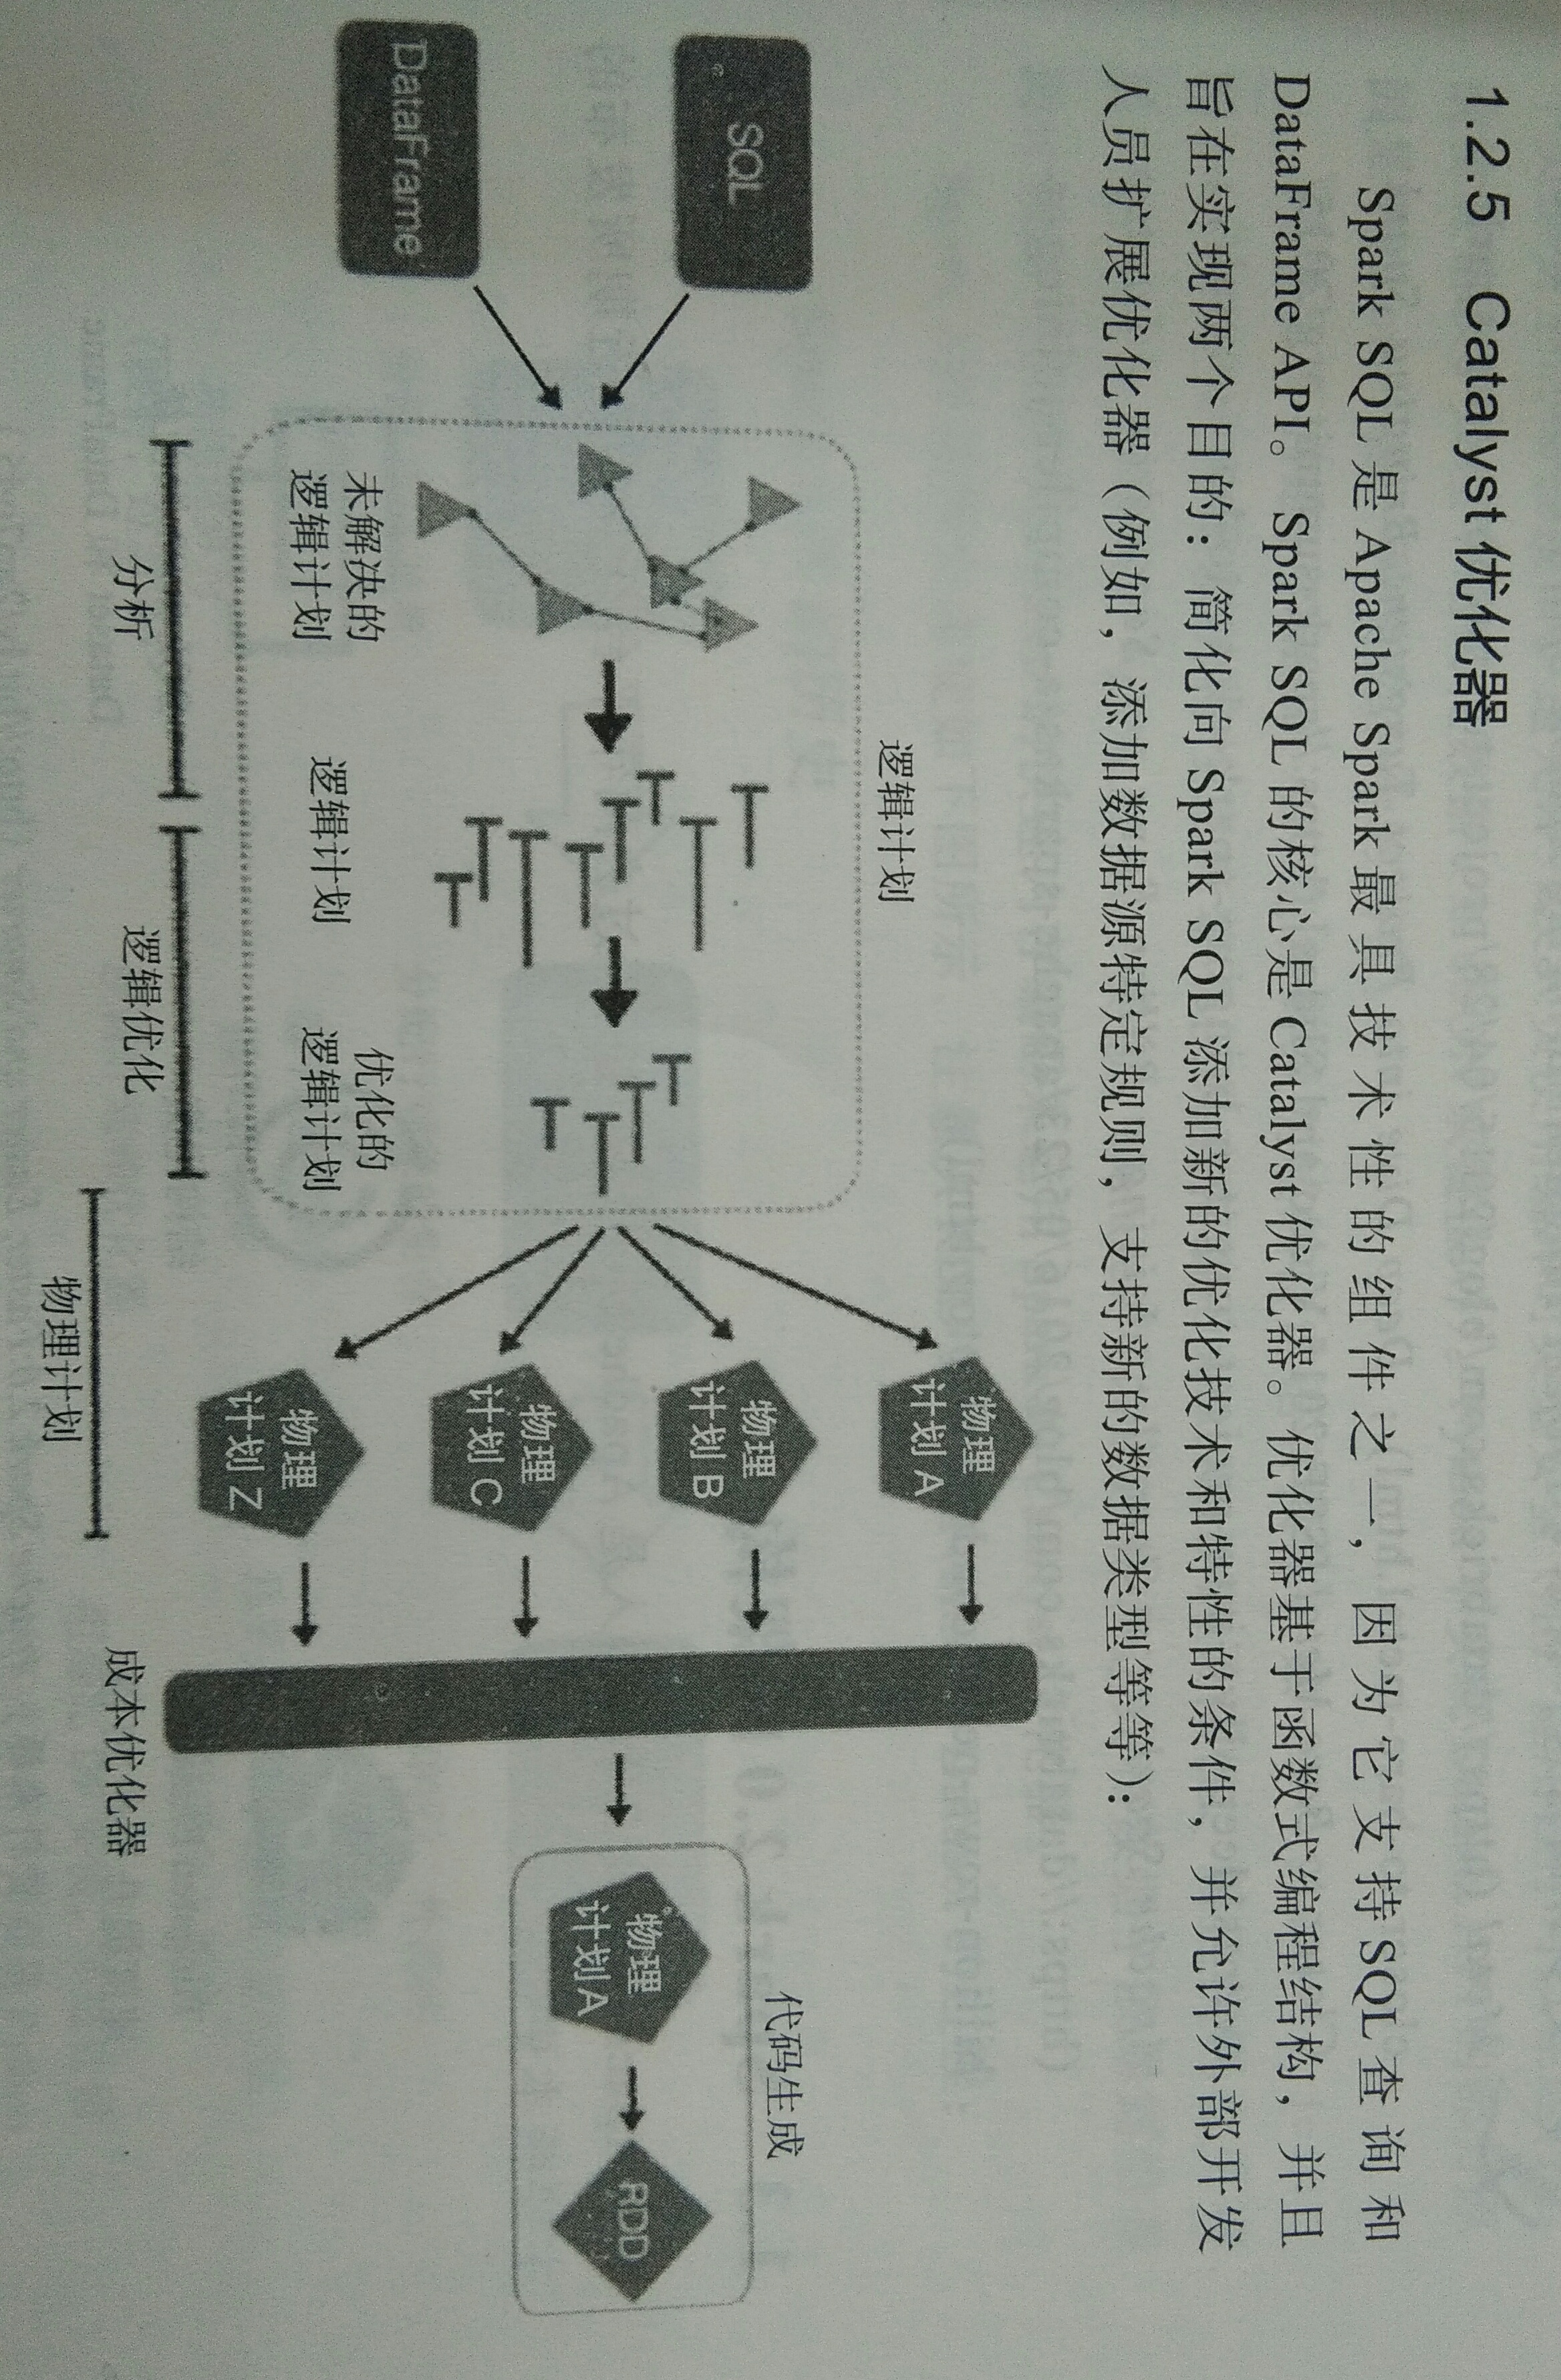 1.2.5 Catalyst 优化器
Spark SQL 是 Apache Spark 最具技术性的组件之一，因为它支持 SQL 查询和
DataFrame API。 Spark SQL 的核心是 Catalyst 优化器。优化器基于函数式编程结构，并且
旨在实现两个目的：简化向 Spark SQL 添加新的优化技术和特性的条件，并允许外部开发
人员扩展优化器（例如，添加数据源特定规则，支持新的数据类型等等）：
逻辑计划
SQL
DataFrame
未解决的
逻辑计划
逻辑计划
优化的
逻辑计划
分析
逻辑优化
物理
计划 A
物理
计划 B
物理
计划 C
物理
计划 Z
物理计划
成本优化器
代码生成
物理
计划A
RDD